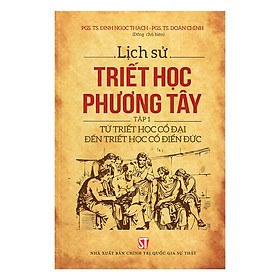 PGS. TS. ĐINH NGỌC THẠCH - PGS. TS. DOÃN CHÍNH
(Đồng chủ biên)
Lịch sử
TRIẾT HỌC
PHƯƠNG TÂY
TẬP 1
TỪ TRIẾT HỌC CỔ ĐẠI
ĐẾN TRIẾT HỌC CỔ ĐIỂN ĐỨC
ST
NHÀ XUẤT BẢN CHÍNH TRỊ QUỐC GIA SỰ THẬT